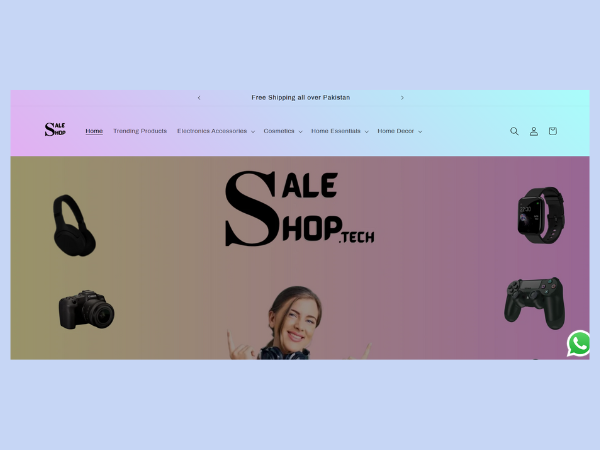 Free Shipping all over Pakistan
SALE
SHOP
Home Trending Products Electronics Accessories Cosmetics Home Essentials Home Decor
SALE
SHOP.TECH